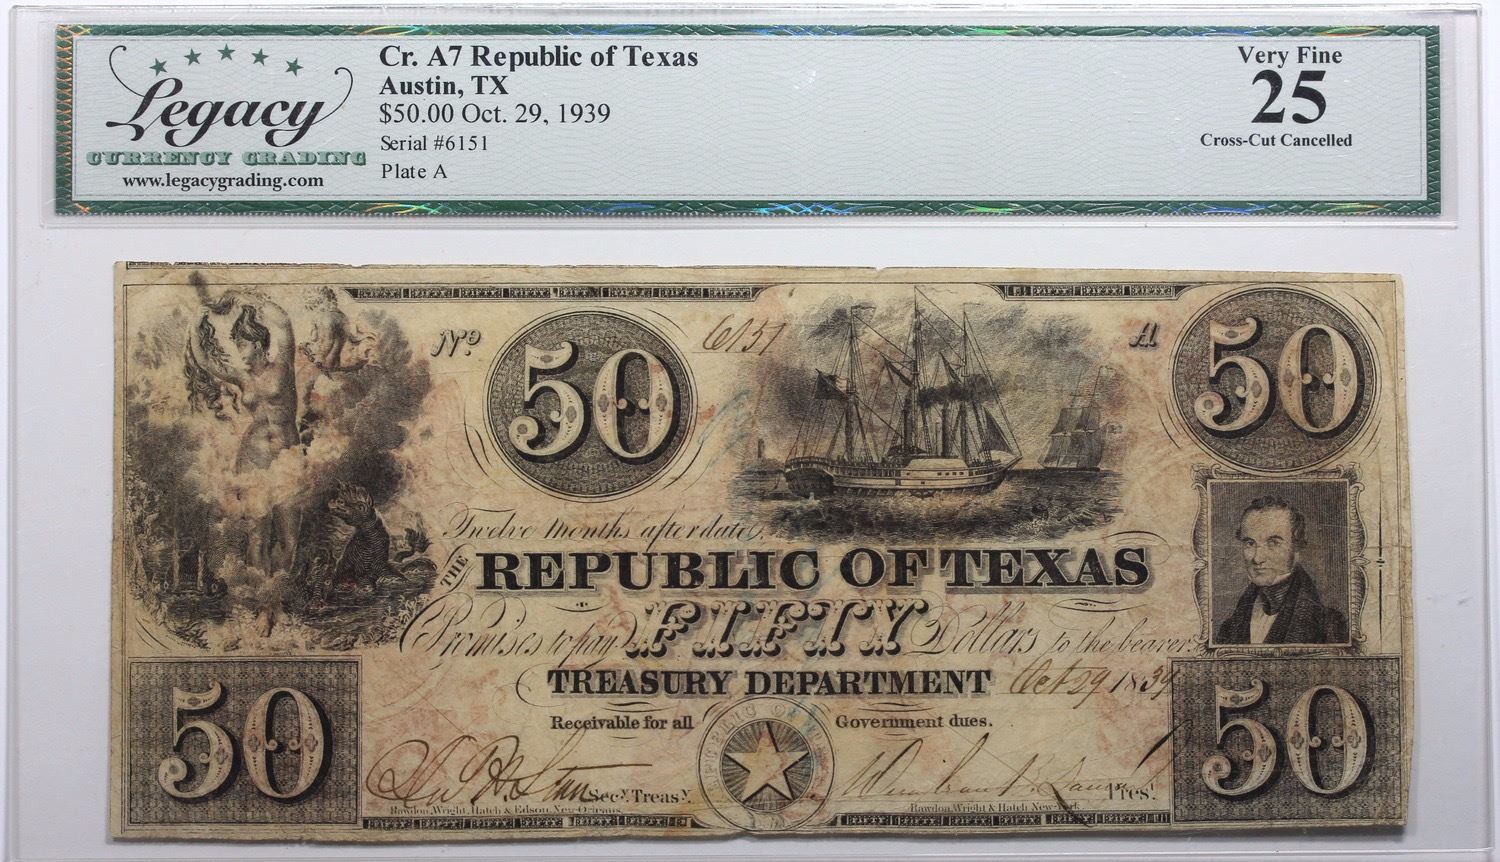 Legacy
CURRENCY GRADING
www.legacygrading.com
Cr. A7 Republic of Texas
Austin, TX
$50.00 Oct. 29, 1939
Serial #6151
Plate A
Very Fine
25
Cross-Cut Cancelled
No 6151 A
50 50
Twelve Months after date,
THE REPUBLIC OF TEXAS
Promises to pay FIFTY Dollars to the bearer
TREASURY DEPARTMENT Oct 29 1839
Receivable for all Government dues.
50 50
Secy. Treasy.
Rawdon, Wright, Hatch & Edson, New-Orleans. Rawdon, Wright & Hatch New-York